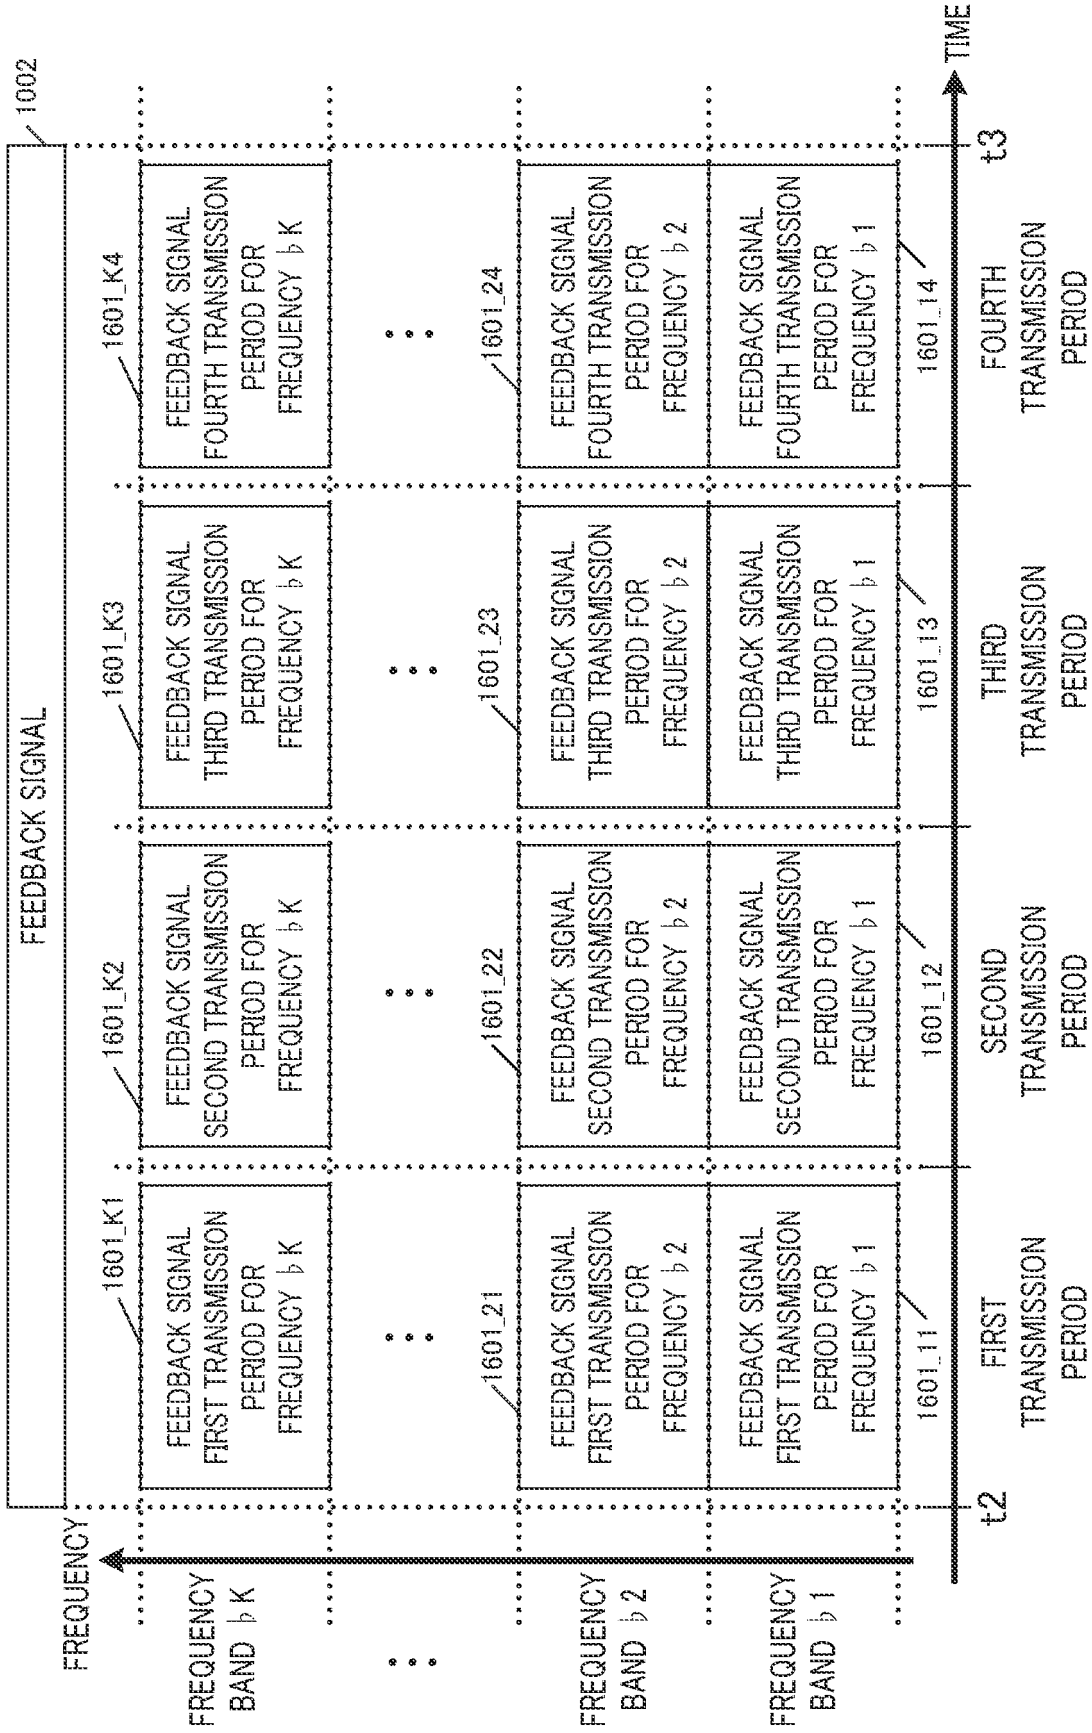 FEEDBACK SIGNAL
1002
FREQUENCY
FREQUENCY
BAND ♭K
1601_K1
FEEDBACK SIGNAL
FIRST TRANSMISSION
PERIOD FOR
FREQUENCY ♭K
1601_K2
FEEDBACK SIGNAL
SECOND TRANSMISSION
PERIOD FOR
FREQUENCY ♭K
1601_K3
FEEDBACK SIGNAL
THIRD TRANSMISSION
PERIOD FOR
FREQUENCY ♭K
1601_K4
FEEDBACK SIGNAL
FOURTH TRANSMISSION
PERIOD FOR
FREQUENCY ♭K
...
...
...
...
...
FREQUENCY
BAND ♭2
1601_21
FEEDBACK SIGNAL
FIRST TRANSMISSION
PERIOD FOR
FREQUENCY ♭2
1601_22
FEEDBACK SIGNAL
SECOND TRANSMISSION
PERIOD FOR
FREQUENCY ♭2
1601_23
FEEDBACK SIGNAL
THIRD TRANSMISSION
PERIOD FOR
FREQUENCY ♭2
1601_24
FEEDBACK SIGNAL
FOURTH TRANSMISSION
PERIOD FOR
FREQUENCY ♭2
FREQUENCY
BAND ♭1
FEEDBACK SIGNAL
FIRST TRANSMISSION
PERIOD FOR
FREQUENCY ♭1
1601_11
FEEDBACK SIGNAL
SECOND TRANSMISSION
PERIOD FOR
FREQUENCY ♭1
1601_12
FEEDBACK SIGNAL
THIRD TRANSMISSION
PERIOD FOR
FREQUENCY ♭1
1601_13
FEEDBACK SIGNAL
FOURTH TRANSMISSION
PERIOD FOR
FREQUENCY ♭1
1601_14
TIME
t2
FIRST
TRANSMISSION
PERIOD
SECOND
TRANSMISSION
PERIOD
THIRD
TRANSMISSION
PERIOD
FOURTH
TRANSMISSION
PERIOD
t3